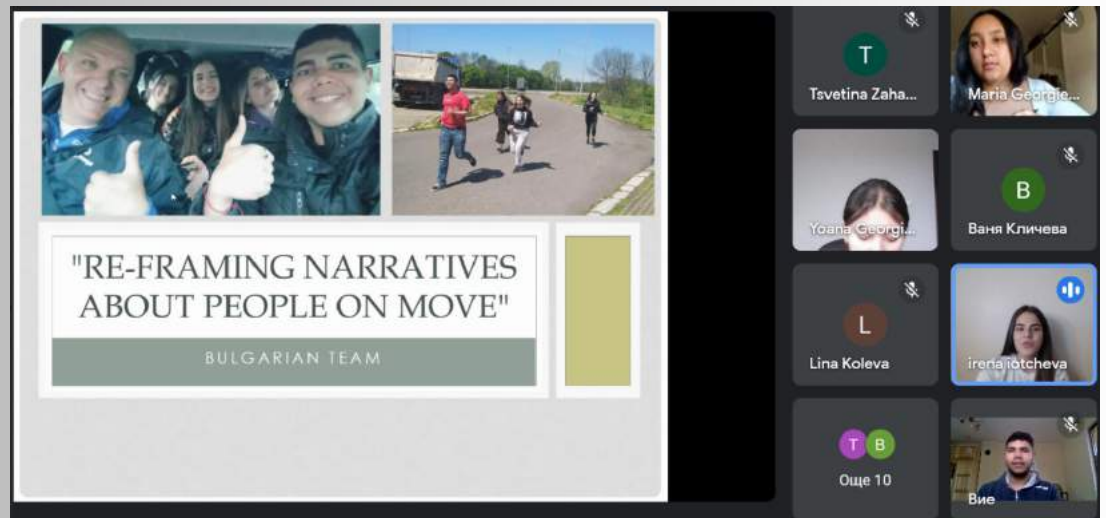 "RE-FRAMING NARRATIVES
ABOUT PEOPLE ON MOVE"
BULGARIAN TEAM
T
Tsvetina Zaha...
Maria Georgie...
Yoana Georgi...
В
Ваня Кличева
L
Lina Koleva
irena iotcheva
T B
Още 10
Вие